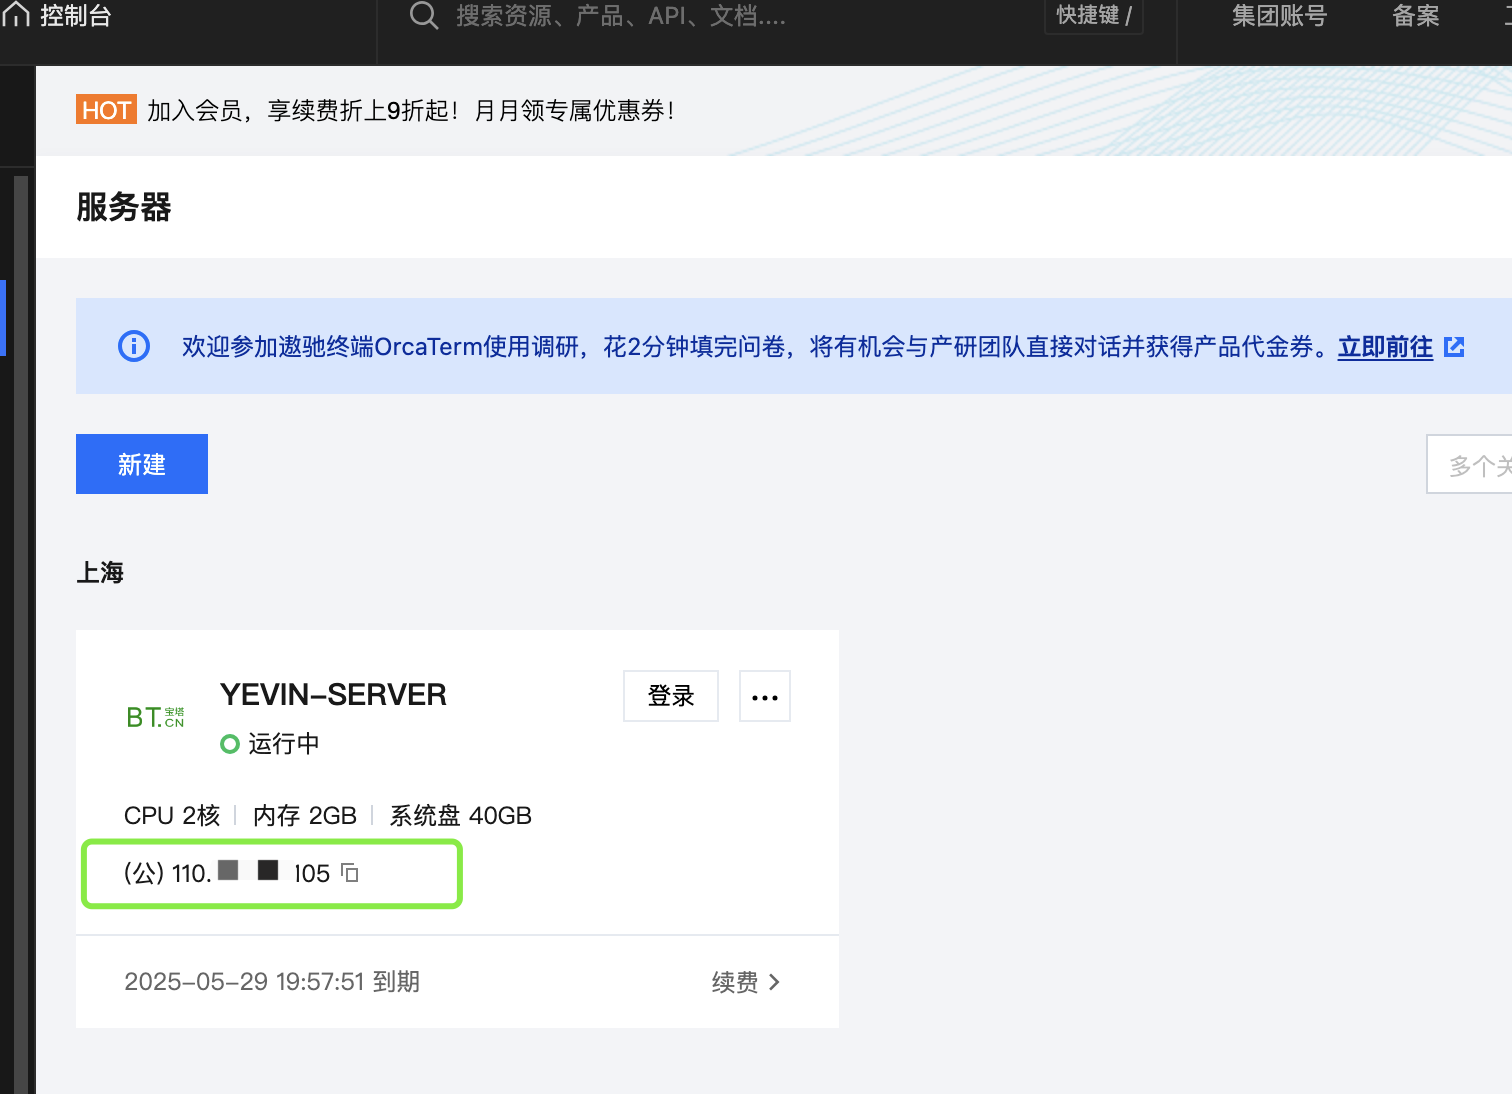 控制台
搜索资源、产品、API、文档....
快捷键 /
集团账号
备案
HOT 加入会员，享续费折上9折起！月月领专属优惠券！
服务器
欢迎参加遨驰终端OrcaTerm使用调研，花2分钟填完问卷，将有机会与产研团队直接对话并获得产品代金券。立即前往
新建
多个关
上海
BT.宝塔CN
YEVIN-SERVER
登录
...
运行中
CPU 2核 | 内存 2GB | 系统盘 40GB
(公) 110. 105
2025-05-29 19:57:51 到期
续费 >